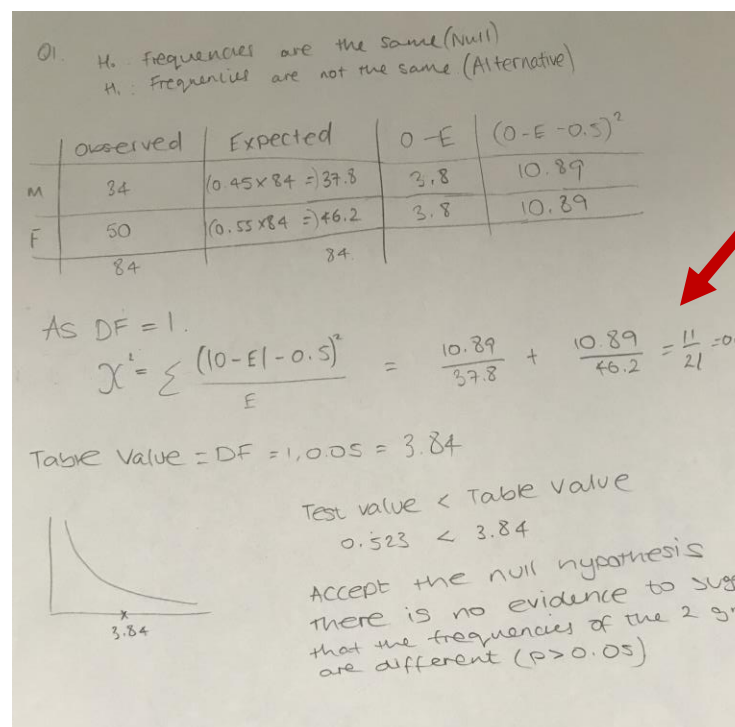 Q1. H₀: Frequencies are the same (Null)
H₁: Frequencies are not the same (Alternative)
Observed Expected O-E (O-E-0.5)²
M 34 (0.45×84=)37.8 3.8 10.89
F 50 (0.55×84=)46.2 3.8 10.89
84 84
As DF = 1.
X² = Σ (|O-E|-0.5)² / E = 10.89/37.8 + 10.89/46.2 = 11/21 = 0.
Table Value = DF = 1, 0.05 = 3.84
Test value < Table Value
0.523 < 3.84
Accept the null hypothesis
3.84
There is no evidence to sugg
that the frequencies of the 2 g
are different (p>0.05)